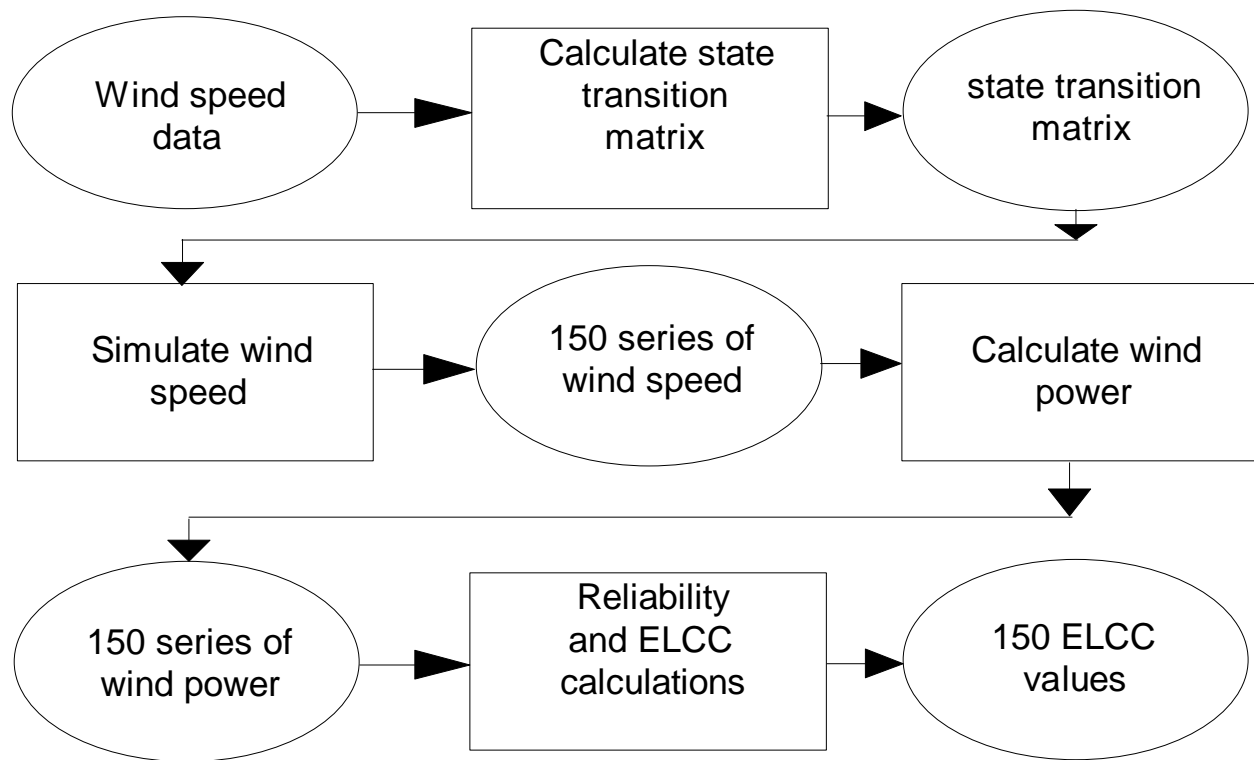 Wind speed
data
Calculate state
transition
matrix
state transition
matrix
Simulate wind
speed
150 series of
wind speed
Calculate wind
power
150 series of
wind power
Reliability
and ELCC
calculations
150 ELCC
values